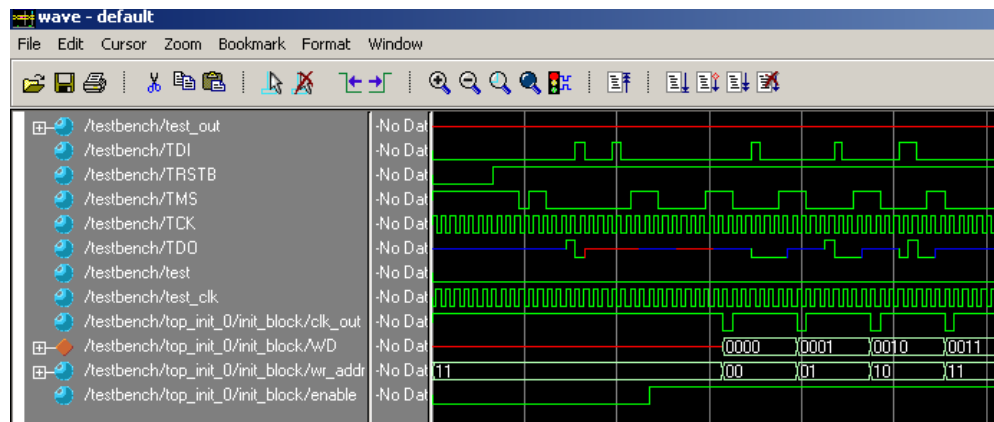 wave - default
File Edit Cursor Zoom Bookmark Format Window
/testbench/test_out -No Dat
/testbench/TDI -No Dat
/testbench/TRSTB -No Dat
/testbench/TMS -No Dat
/testbench/TCK -No Dat
/testbench/TDO -No Dat
/testbench/test -No Dat
/testbench/test_clk -No Dat
/testbench/top_init_0/init_block/clk_out -No Dat
/testbench/top_init_0/init_block/WD -No Dat 0000 0001 0010 0011
/testbench/top_init_0/init_block/wr_addr -No Dat 11 00 01 10 11
/testbench/top_init_0/init_block/enable -No Dat